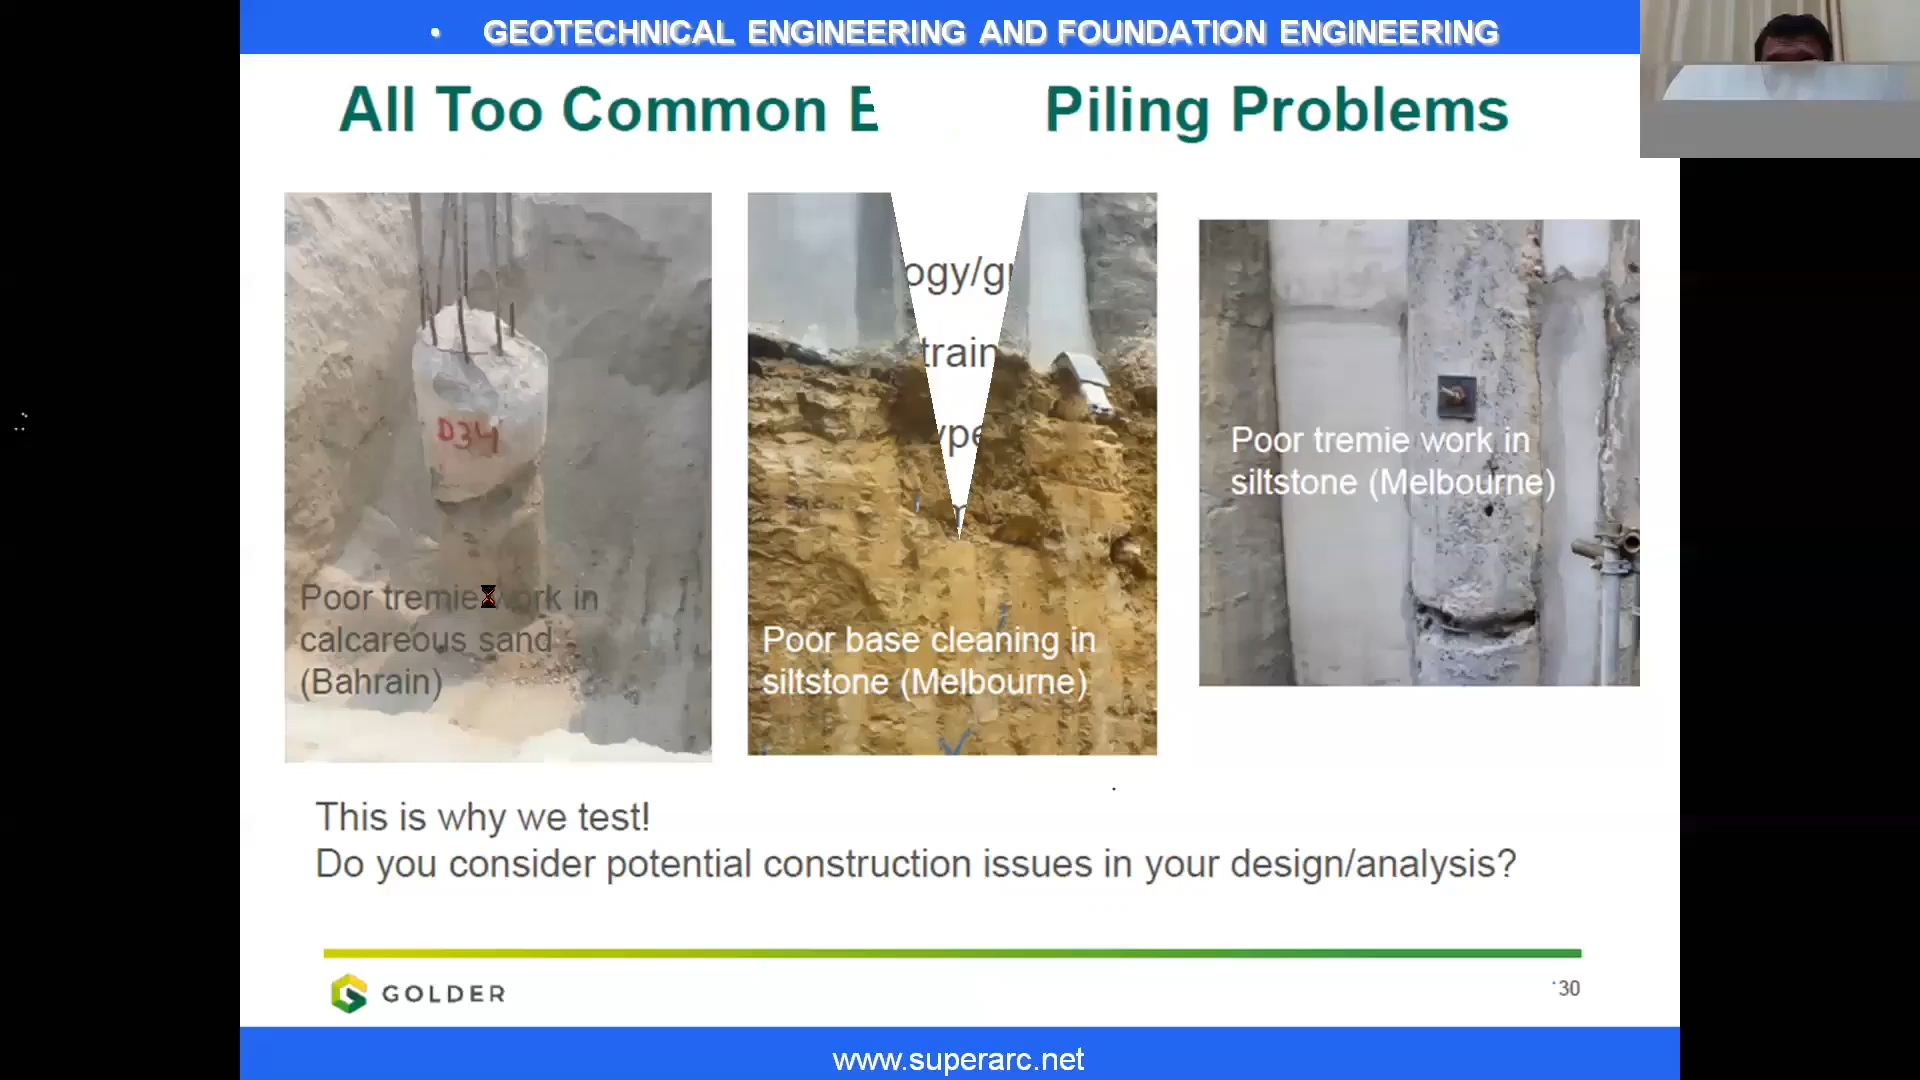 • GEOTECHNICAL ENGINEERING AND FOUNDATION ENGINEERING
All Too Common B Piling Problems
ogy/g
train
ype
D34
Poor tremie work in
calcareous sand
(Bahrain)
Poor base cleaning in
siltstone (Melbourne)
Poor tremie work in
siltstone (Melbourne)
This is why we test!
Do you consider potential construction issues in your design/analysis?
GOLDER
30
www.superarc.net